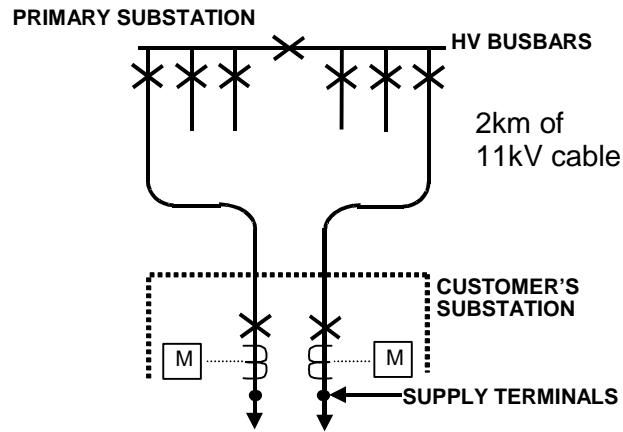 PRIMARY SUBSTATION
HV BUSBARS
2km of
11kV cable
CUSTOMER'S
SUBSTATION
M
M
SUPPLY TERMINALS